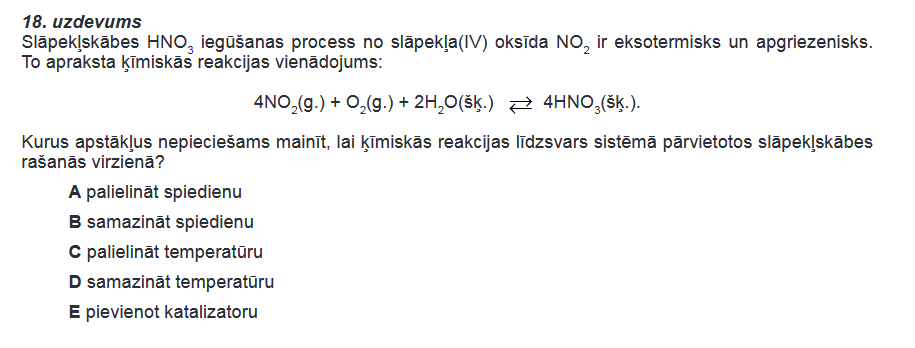 18. uzdevums
Slāpekļskābes HNO₃ iegūšanas process no slāpekļa(IV) oksīda NO₂ ir eksotermisks un apgriezenisks.
To apraksta ķīmiskās reakcijas vienādojums:
4NO₂(g.) + O₂(g.) + 2H₂O(šķ.) ⇄ 4HNO₃(šķ.).
Kurus apstākļus nepieciešams mainīt, lai ķīmiskās reakcijas līdzsvars sistēmā pārvietotos slāpekļskābes
rašanās virzienā?
A palielināt spiedienu
B samazināt spiedienu
C palielināt temperatūru
D samazināt temperatūru
E pievienot katalizatoru